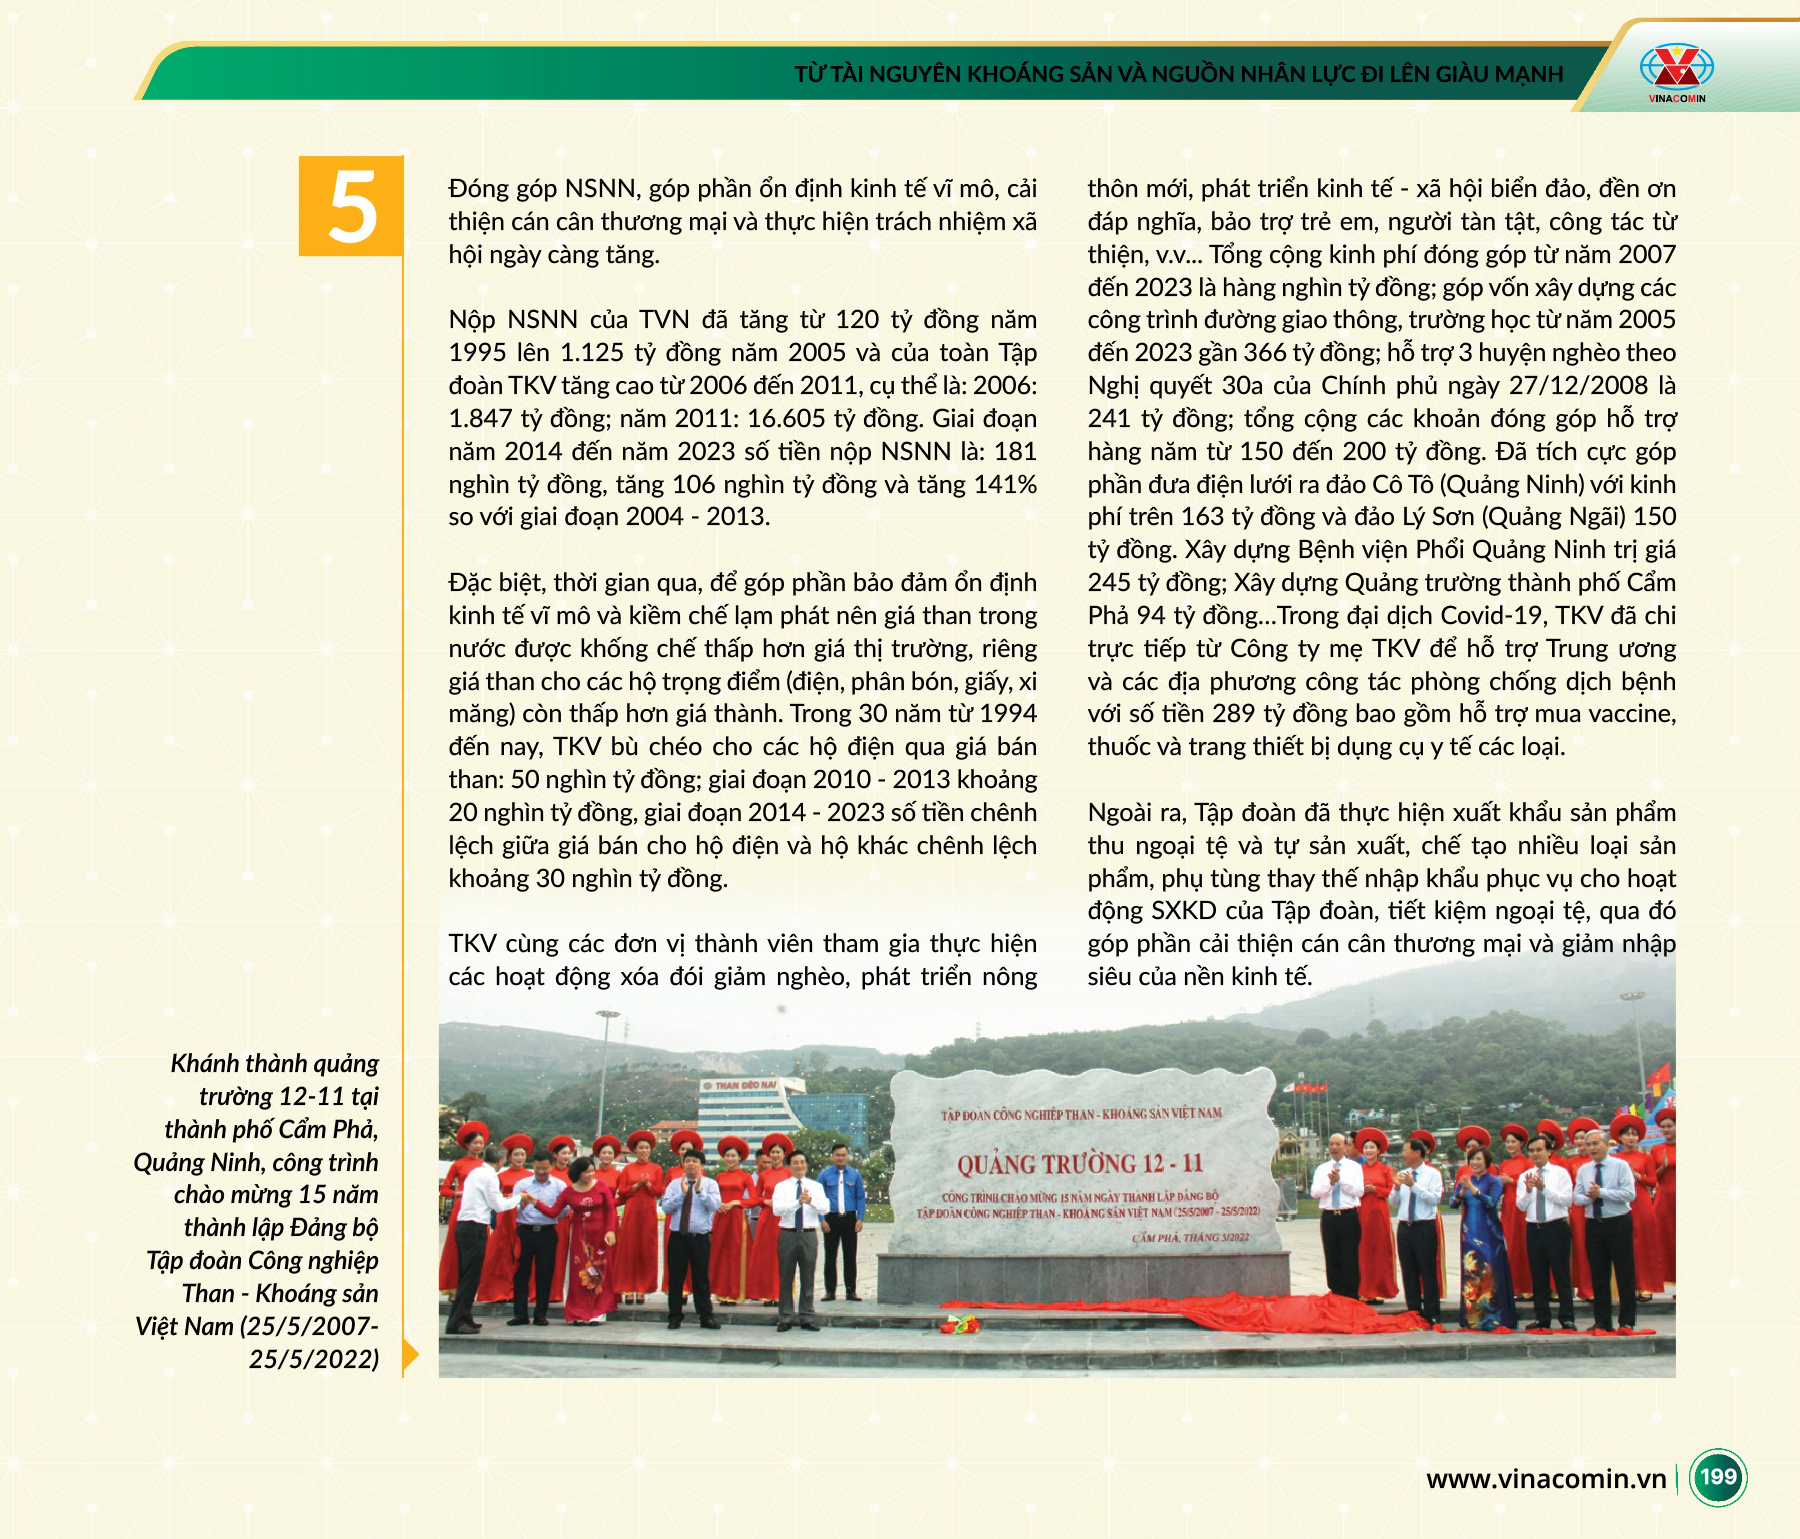 TỪ TÀI NGUYÊN KHOÁNG SẢN VÀ NGUỒN NHÂN LỰC ĐI LÊN GIÀU MẠNH
VINACOMIN
5
Đóng góp NSNN, góp phần ổn định kinh tế vĩ mô, cải
thiện cán cân thương mại và thực hiện trách nhiệm xã
hội ngày càng tăng.
Nộp NSNN của TVN đã tăng từ 120 tỷ đồng năm
1995 lên 1.125 tỷ đồng năm 2005 và của toàn Tập
đoàn TKV tăng cao từ 2006 đến 2011, cụ thể là: 2006:
1.847 tỷ đồng; năm 2011: 16.605 tỷ đồng. Giai đoạn
năm 2014 đến năm 2023 số tiền nộp NSNN là: 181
nghìn tỷ đồng, tăng 106 nghìn tỷ đồng và tăng 141%
so với giai đoạn 2004 - 2013.
Đặc biệt, thời gian qua, để góp phần bảo đảm ổn định
kinh tế vĩ mô và kiềm chế lạm phát nên giá than trong
nước được khống chế thấp hơn giá thị trường, riêng
giá than cho các hộ trọng điểm (điện, phân bón, giấy, xi
măng) còn thấp hơn giá thành. Trong 30 năm từ 1994
đến nay, TKV bù chéo cho các hộ điện qua giá bán
than: 50 nghìn tỷ đồng; giai đoạn 2010 - 2013 khoảng
20 nghìn tỷ đồng, giai đoạn 2014 - 2023 số tiền chênh
lệch giữa giá bán cho hộ điện và hộ khác chênh lệch
khoảng 30 nghìn tỷ đồng.
TKV cùng các đơn vị thành viên tham gia thực hiện
các hoạt động xóa đói giảm nghèo, phát triển nông
thôn mới, phát triển kinh tế - xã hội biển đảo, đền ơn
đáp nghĩa, bảo trợ trẻ em, người tàn tật, công tác từ
thiện, v.v... Tổng cộng kinh phí đóng góp từ năm 2007
đến 2023 là hàng nghìn tỷ đồng; góp vốn xây dựng các
công trình đường giao thông, trường học từ năm 2005
đến 2023 gần 366 tỷ đồng; hỗ trợ 3 huyện nghèo theo
Nghị quyết 30a của Chính phủ ngày 27/12/2008 là
241 tỷ đồng; tổng cộng các khoản đóng góp hỗ trợ
hàng năm từ 150 đến 200 tỷ đồng. Đã tích cực góp
phần đưa điện lưới ra đảo Cô Tô (Quảng Ninh) với kinh
phí trên 163 tỷ đồng và đảo Lý Sơn (Quảng Ngãi) 150
tỷ đồng. Xây dựng Bệnh viện Phổi Quảng Ninh trị giá
245 tỷ đồng; Xây dựng Quảng trường thành phố Cẩm
Phả 94 tỷ đồng...Trong đại dịch Covid-19, TKV đã chi
trực tiếp từ Công ty mẹ TKV để hỗ trợ Trung ương
và các địa phương công tác phòng chống dịch bệnh
với số tiền 289 tỷ đồng bao gồm hỗ trợ mua vaccine,
thuốc và trang thiết bị dụng cụ y tế các loại.
Ngoài ra, Tập đoàn đã thực hiện xuất khẩu sản phẩm
thu ngoại tệ và tự sản xuất, chế tạo nhiều loại sản
phẩm, phụ tùng thay thế nhập khẩu phục vụ cho hoạt
động SXKD của Tập đoàn, tiết kiệm ngoại tệ, qua đó
góp phần cải thiện cán cân thương mại và giảm nhập
siêu của nền kinh tế.
Khánh thành quảng
trường 12-11 tại
thành phố Cẩm Phả,
Quảng Ninh, công trình
chào mừng 15 năm
thành lập Đảng bộ
Tập đoàn Công nghiệp
Than - Khoáng sản
Việt Nam (25/5/2007-
25/5/2022)
THAN ĐÈO NAI
TẬP ĐOÀN CÔNG NGHIỆP THAN - KHOÁNG SẢN VIỆT NAM
QUẢNG TRƯỜNG 12 - 11
CÔNG TRÌNH CHÀO MỪNG 15 NĂM NGÀY THÀNH LẬP ĐẢNG BỘ
TẬP ĐOÀN CÔNG NGHIỆP THAN - KHOÁNG SẢN VIỆT NAM (25/5/2007 - 25/5/2022)
CẨM PHẢ, THÁNG 5/2022
www.vinacomin.vn
199